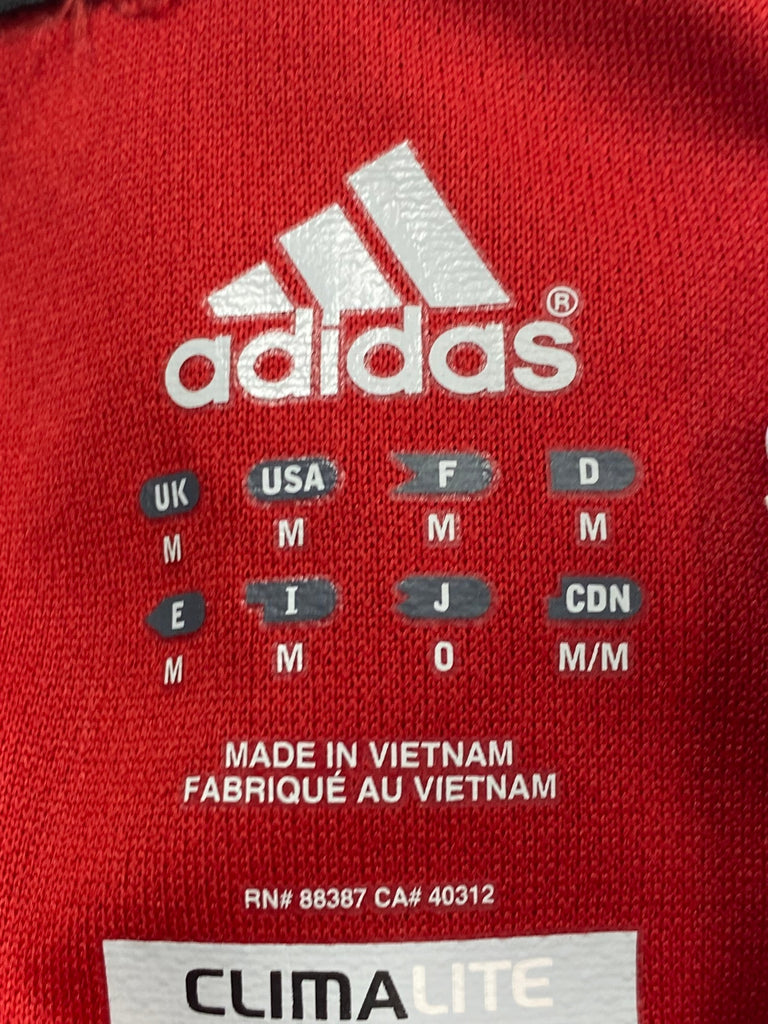 adidas®
UK USA F D
M M M M
E I J CDN
M M O M/M
MADE IN VIETNAM
FABRIQUÉ AU VIETNAM
RN# 88387 CA# 40312
CLIMALITE